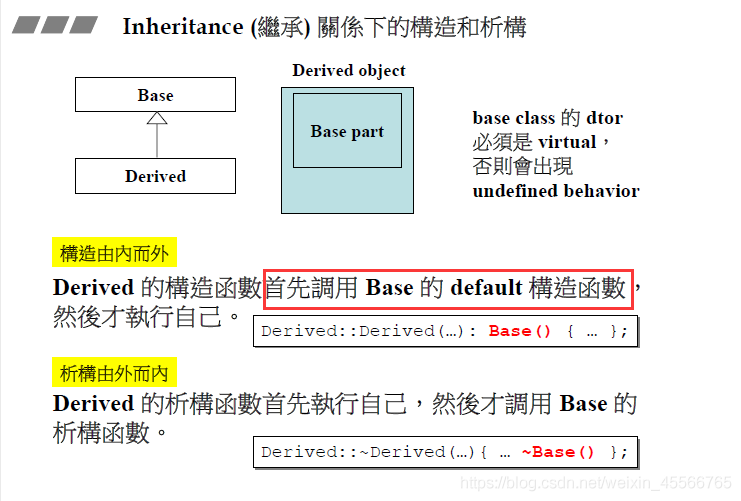 Inheritance (繼承) 關係下的構造和析構
Derived object
Base
Base part
Derived
base class 的 dtor
必須是 virtual，
否則會出現
undefined behavior
構造由內而外
Derived 的構造函數首先調用 Base 的 default 構造函數，
然後才執行自己。
Derived::Derived(…): Base() { … };
析構由外而內
Derived 的析構函數首先執行自己，然後才調用 Base 的
析構函數。
Derived::~Derived(…){ … ~Base() };
https://blog.csdn.net/weixin_45566765